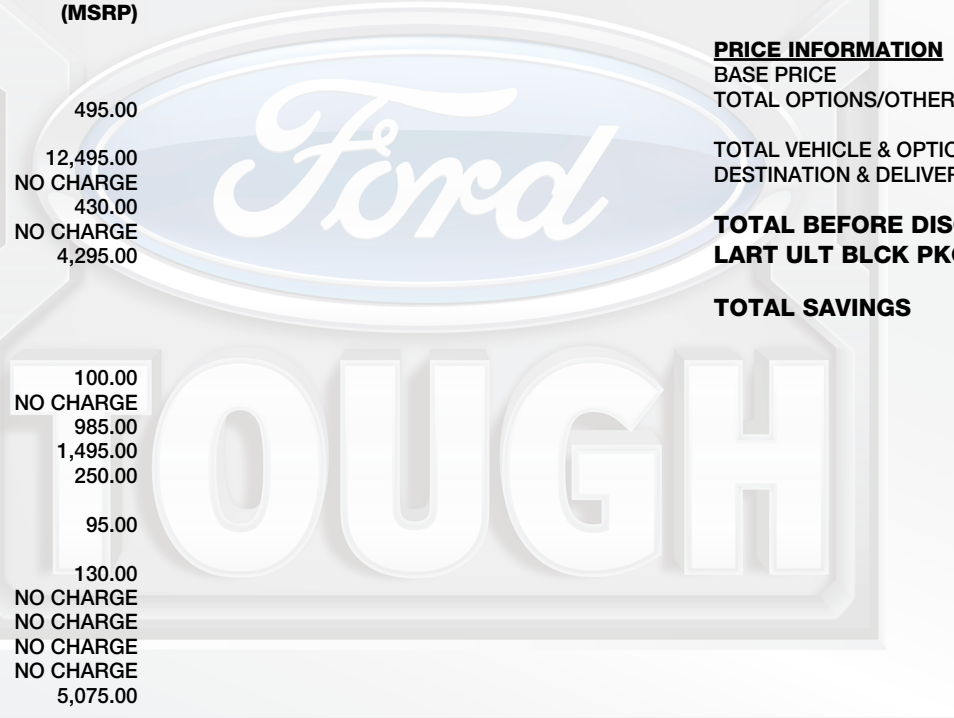 (MSRP)
495.00
12,495.00
NO CHARGE
430.00
NO CHARGE
4,295.00
100.00
NO CHARGE
985.00
1,495.00
250.00
95.00
130.00
NO CHARGE
NO CHARGE
NO CHARGE
NO CHARGE
5,075.00
PRICE INFORMATION
BASE PRICE
TOTAL OPTIONS/OTHER
TOTAL VEHICLE & OPTIO
DESTINATION & DELIVER
TOTAL BEFORE DIS
LART ULT BLCK PK
TOTAL SAVINGS
Ford
TOUGH